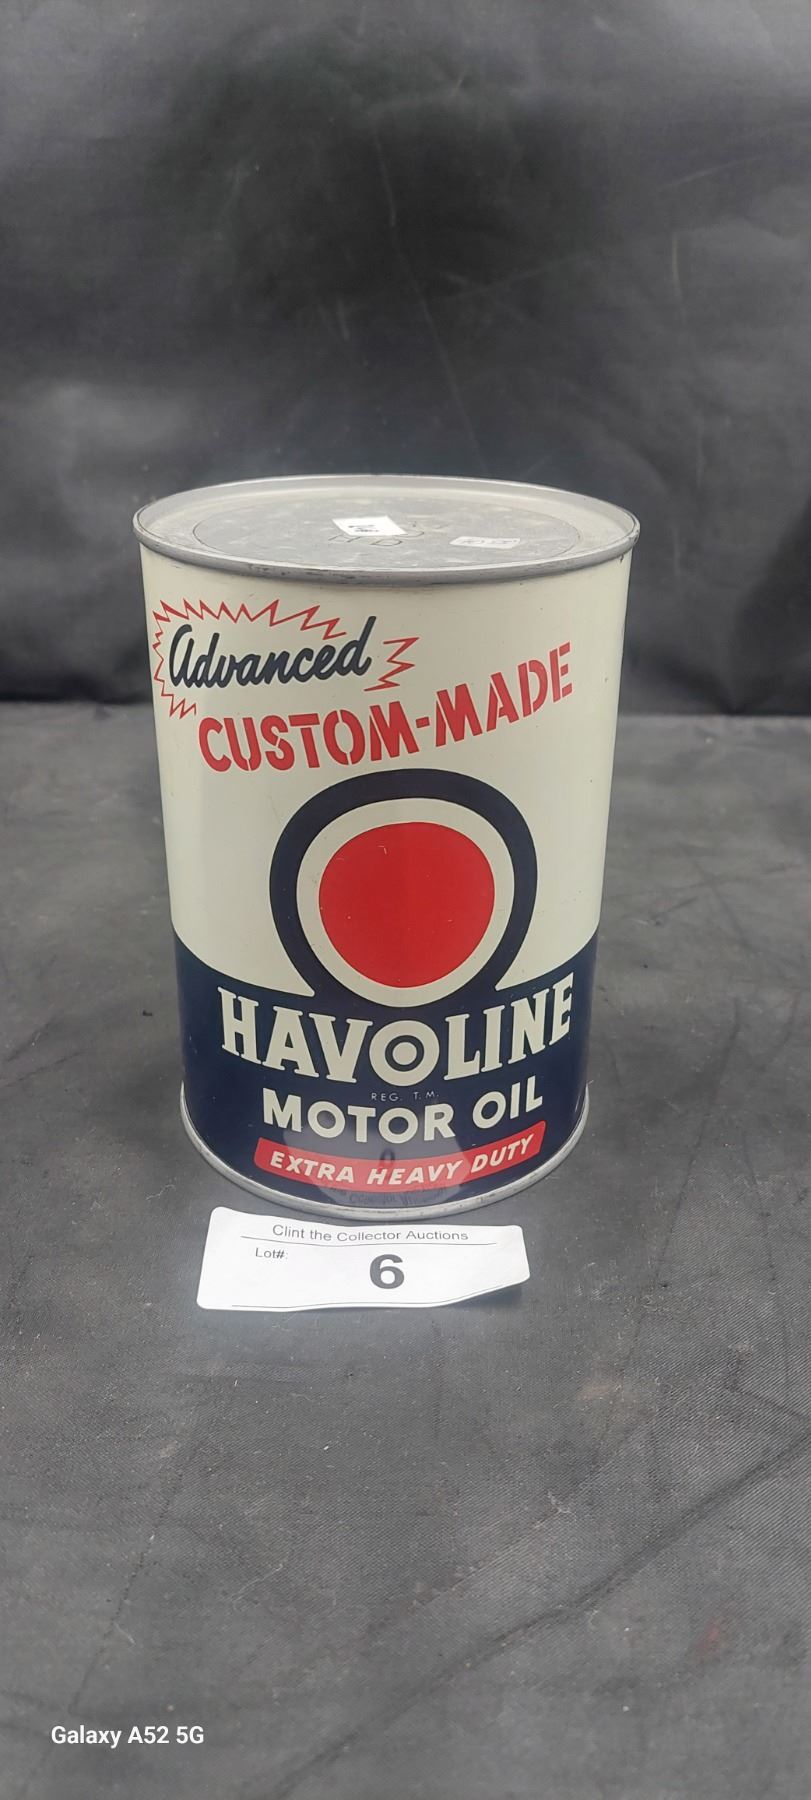 HD
Advanced
CUSTOM-MADE
HAVOLINE
REG. T.M.
MOTOR OIL
EXTRA HEAVY DUTY
Clint the Collector Auctions
Lot#: 6
Galaxy A52 5G